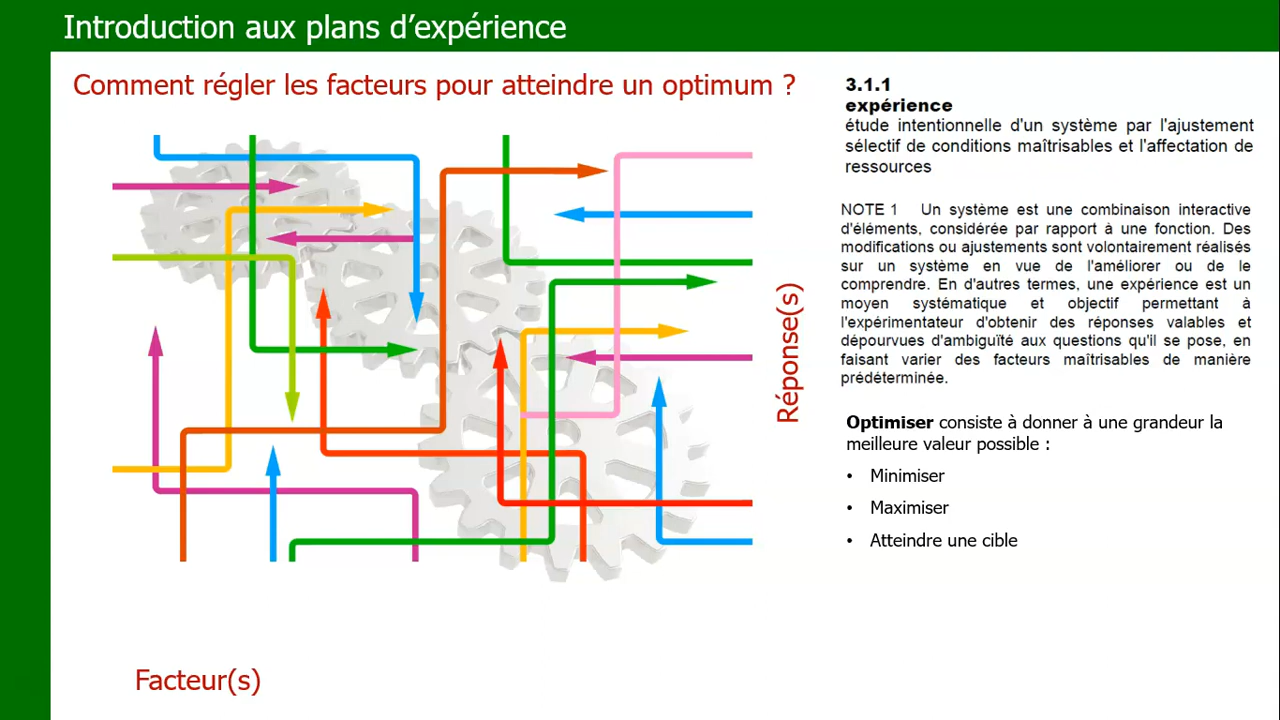 Introduction aux plans d’expérience
Comment régler les facteurs pour atteindre un optimum ?
3.1.1
expérience
étude intentionnelle d'un système par l'ajustement
sélectif de conditions maîtrisables et l'affectation de
ressources
NOTE 1 Un système est une combinaison interactive
d'éléments, considérée par rapport à une fonction. Des
modifications ou ajustements sont volontairement réalisés
sur un système en vue de l'améliorer ou de le
comprendre. En d'autres termes, une expérience est un
moyen systématique et objectif permettant à
l'expérimentateur d'obtenir des réponses valables et
dépourvues d'ambiguïté aux questions qu'il se pose, en
faisant varier des facteurs maîtrisables de manière
prédéterminée.
Optimiser consiste à donner à une grandeur la
meilleure valeur possible :
• Minimiser
• Maximiser
• Atteindre une cible
Réponse(s)
Facteur(s)